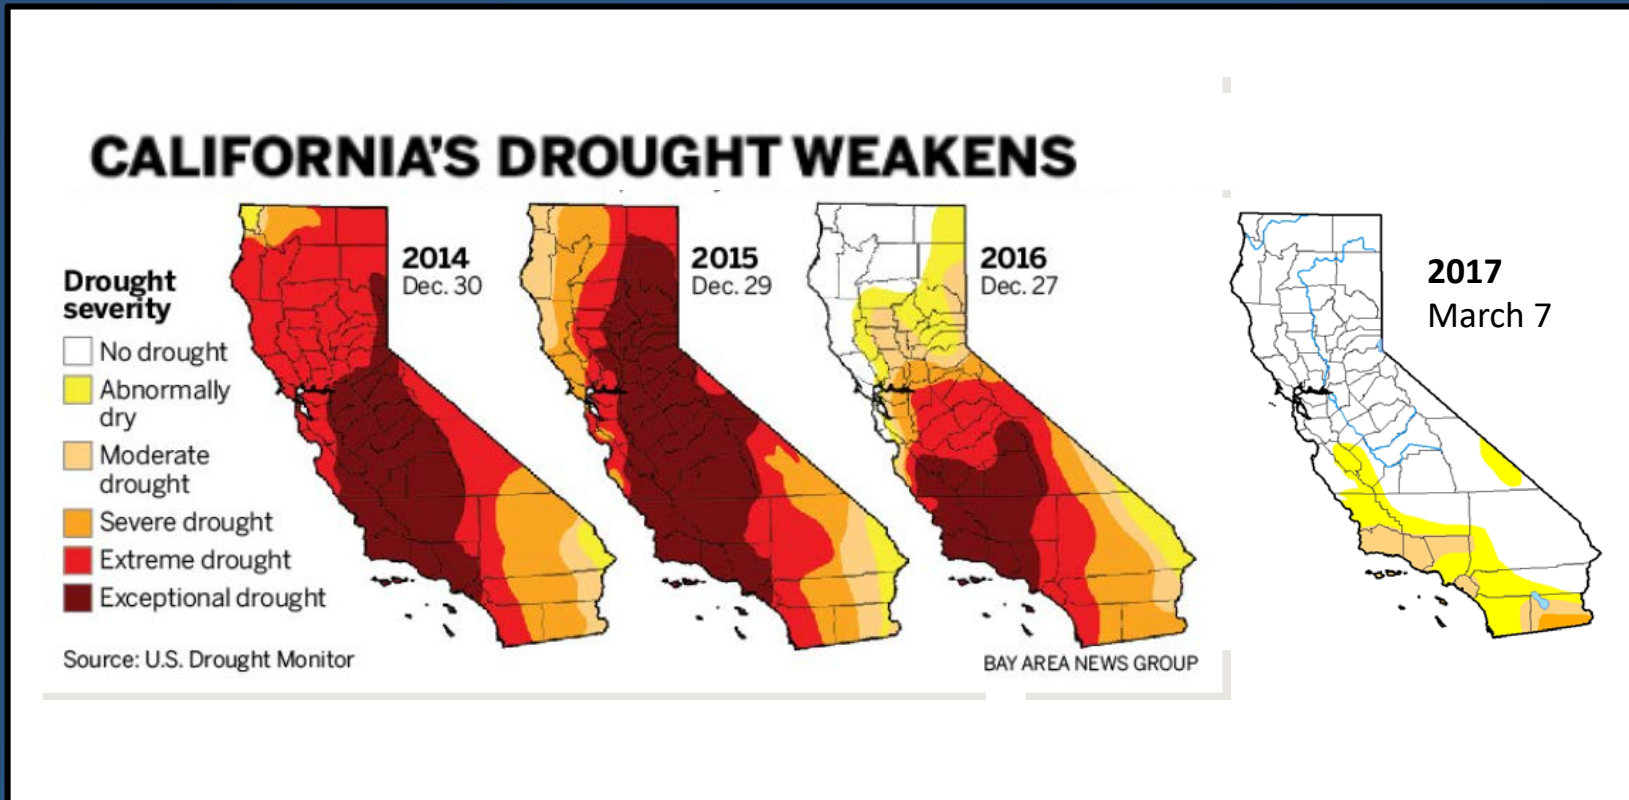 CALIFORNIA'S DROUGHT WEAKENS
Drought
severity
No drought
Abnormally
dry
Moderate
drought
Severe drought
Extreme drought
Exceptional drought
2014
Dec. 30
2015
Dec. 29
2016
Dec. 27
2017
March 7
Source: U.S. Drought Monitor
BAY AREA NEWS GROUP